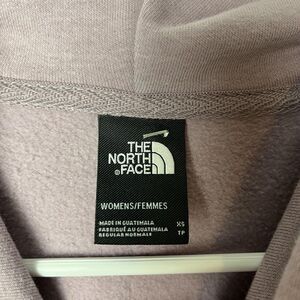 THE
NORTH
FACE
WOMENS/FEMMES
MADE IN GUATEMALA XS
FABRIQUÉ AU GUATEMALA TP
REGULAR NORMALE